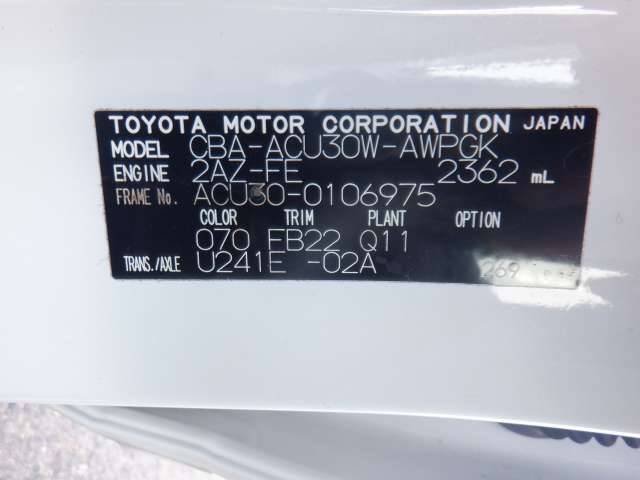 TOYOTA MOTOR CORPORATION JAPAN
MODEL CBA-ACU30W-AWPGK
ENGINE 2AZ-FE 2362 mL
FRAME No. ACU30-0106975
COLOR TRIM PLANT OPTION
070 FB22 Q11
TRANS./AXLE U241E -02A
269